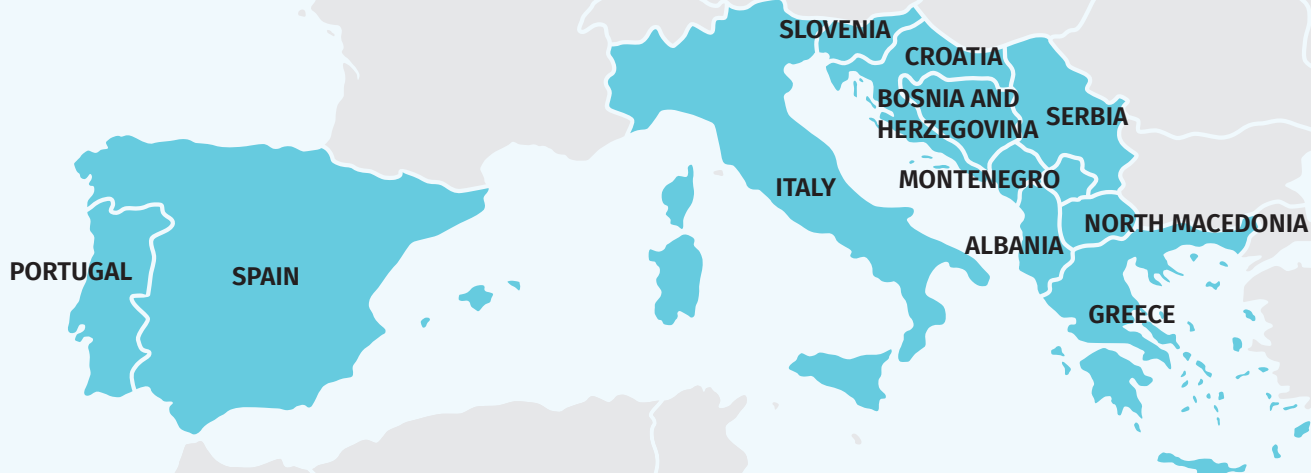 SLOVENIA
CROATIA
BOSNIA AND
HERZEGOVINA
SERBIA
MONTENEGRO
ITALY
NORTH MACEDONIA
ALBANIA
PORTUGAL
SPAIN
GREECE